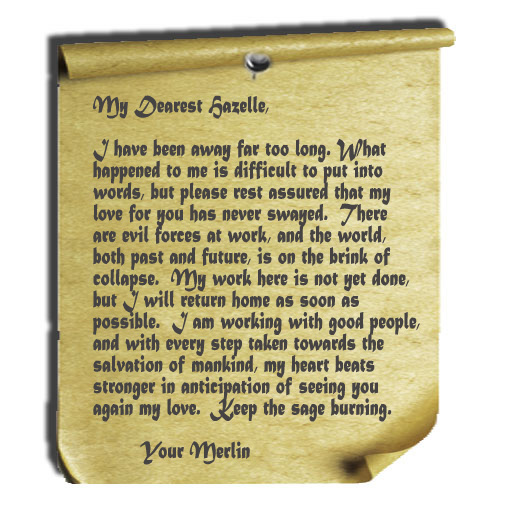 My Dearest Hazelle,
I have been away far too long. What
happened to me is difficult to put into
words, but please rest assured that my
love for you has never swayed. There
are evil forces at work, and the world,
both past and future, is on the brink of
collapse. My work here is not yet done,
but I will return home as soon as
possible. I am working with good people,
and with every step taken towards the
salvation of mankind, my heart beats
stronger in anticipation of seeing you
again my love. Keep the sage burning.
Your Merlin